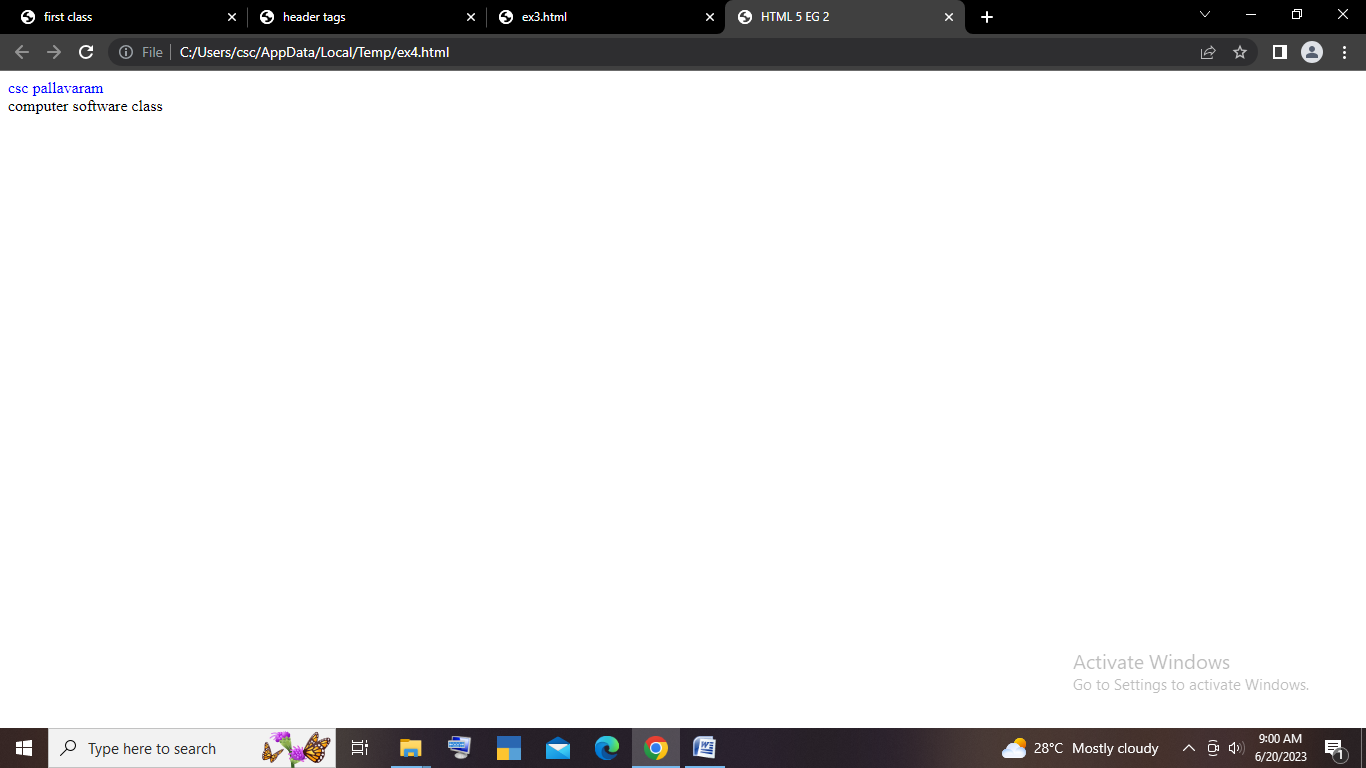 first class
header tags
ex3.html
HTML 5 EG 2
File
C:/Users/csc/AppData/Local/Temp/ex4.html
csc pallavaram
computer software class
Activate Windows
Go to Settings to activate Windows.
Type here to search
28°C Mostly cloudy
9:00 AM
6/20/2023
1